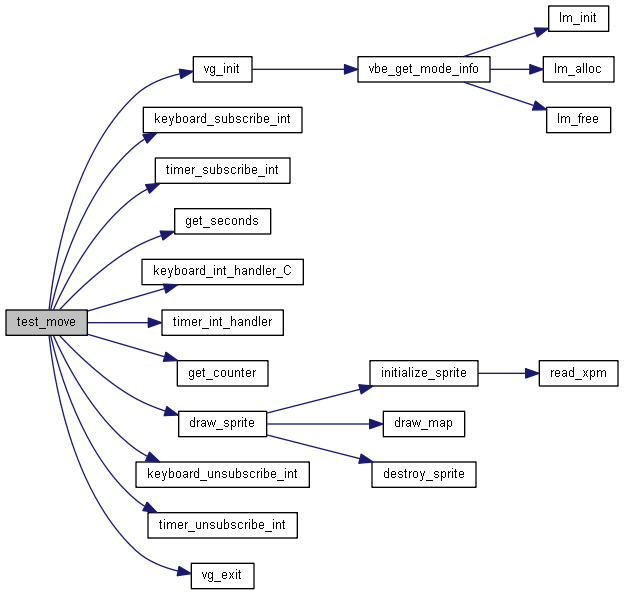 lm_init
vg_init
vbe_get_mode_info
lm_alloc
keyboard_subscribe_int
lm_free
timer_subscribe_int
get_seconds
keyboard_int_handler_C
test_move
timer_int_handler
get_counter
initialize_sprite
read_xpm
draw_sprite
draw_map
keyboard_unsubscribe_int
destroy_sprite
timer_unsubscribe_int
vg_exit